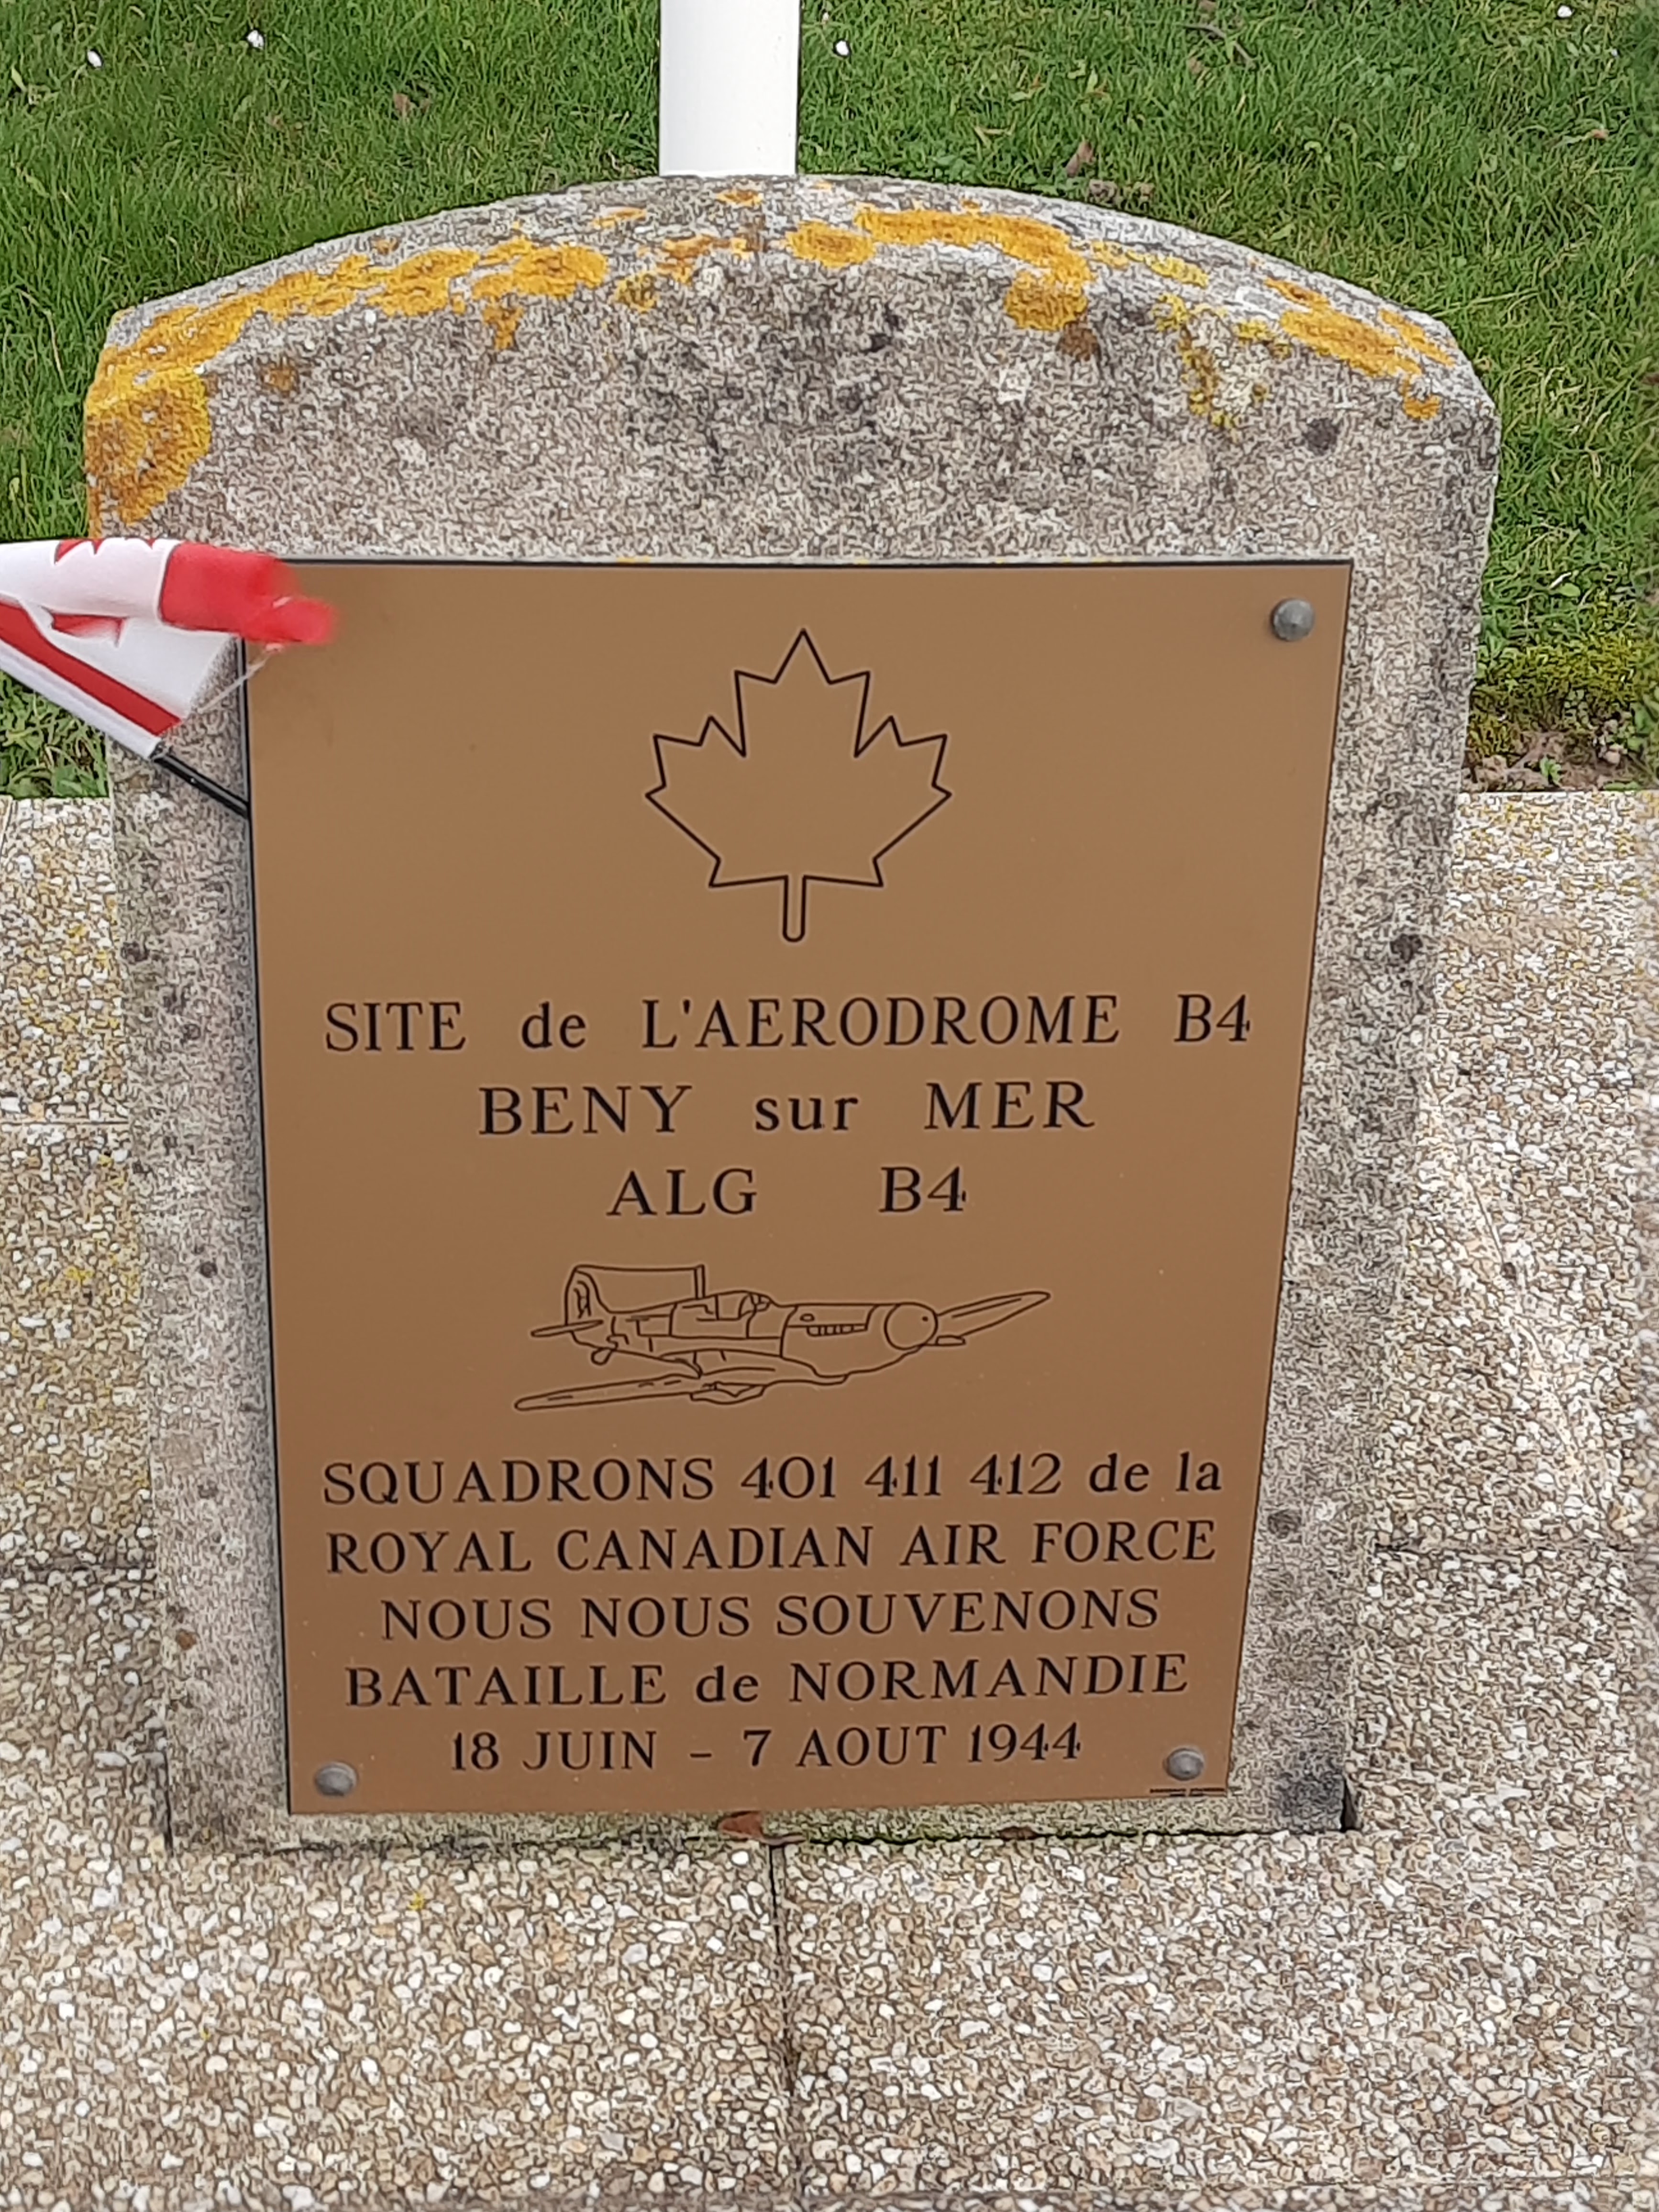 SITE de L'AERODROME B4
BENY sur MER
ALG B4
SQUADRONS 401 411 412 de la
ROYAL CANADIAN AIR FORCE
NOUS NOUS SOUVENONS
BATAILLE de NORMANDIE
18 JUIN - 7 AOUT 1944